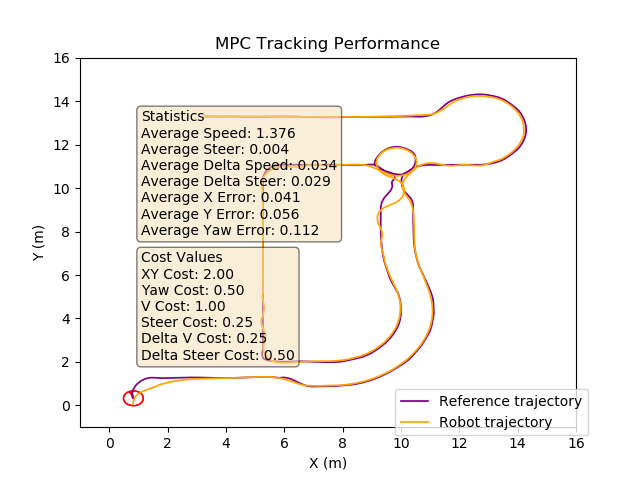 MPC Tracking Performance
Y (m)
16
14
12
10
8
6
4
2
0
Statistics
Average Speed: 1.376
Average Steer: 0.004
Average Delta Speed: 0.034
Average Delta Steer: 0.029
Average X Error: 0.041
Average Y Error: 0.056
Average Yaw Error: 0.112
Cost Values
XY Cost: 2.00
Yaw Cost: 0.50
V Cost: 1.00
Steer Cost: 0.25
Delta V Cost: 0.25
Delta Steer Cost: 0.50
Reference trajectory
Robot trajectory
0 2 4 6 8 10 12 14 16
X (m)